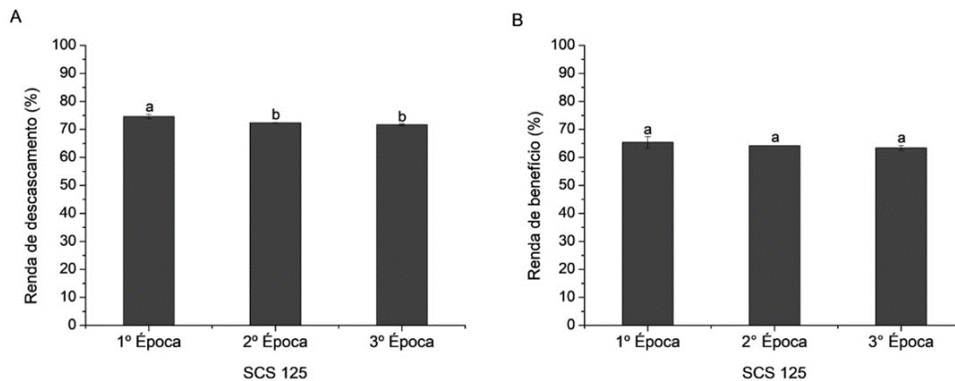 A
Renda de descascamento (%)
100
90
80
70
60
50
40
30
20
10
0
a
b
b
1º Época
2º Época
3º Época
SCS 125
B
Renda de benefício (%)
100
90
80
70
60
50
40
30
20
10
0
a
a
a
1º Época
2° Época
3° Época
SCS 125